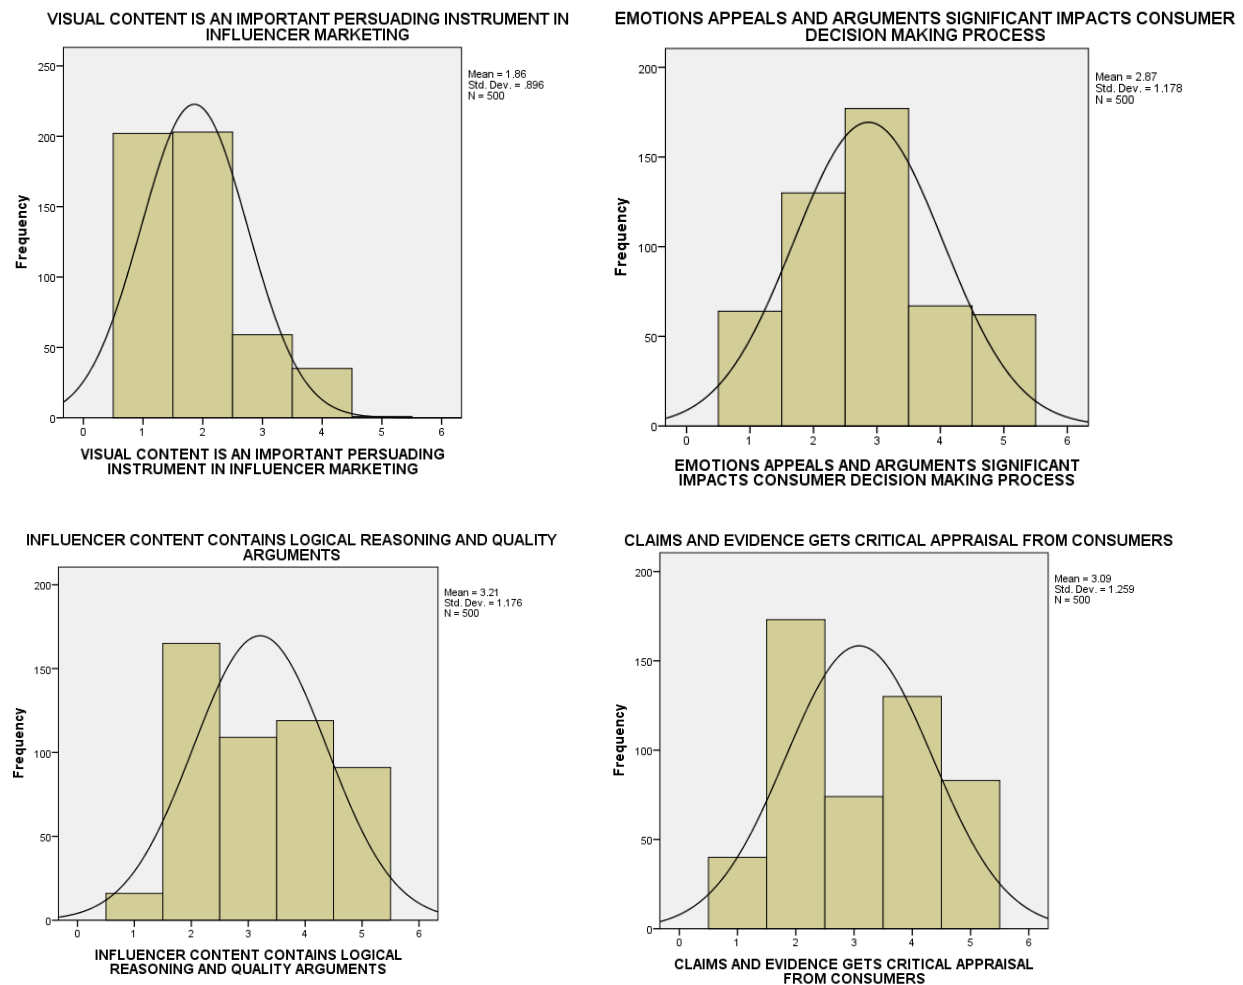 VISUAL CONTENT IS AN IMPORTANT PERSUADING INSTRUMENT IN
INFLUENCER MARKETING
250
200
150
100
50
0
Frequency
Mean = 1.86
Std. Dev. = .896
N = 500
0 1 2 3 4 5 6
VISUAL CONTENT IS AN IMPORTANT PERSUADING
INSTRUMENT IN INFLUENCER MARKETING
EMOTIONS APPEALS AND ARGUMENTS SIGNIFICANT IMPACTS CONSUMER
DECISION MAKING PROCESS
200
150
100
50
0
Frequency
Mean = 2.87
Std. Dev. = 1.178
N = 500
0 1 2 3 4 5 6
EMOTIONS APPEALS AND ARGUMENTS SIGNIFICANT
IMPACTS CONSUMER DECISION MAKING PROCESS
INFLUENCER CONTENT CONTAINS LOGICAL REASONING AND QUALITY
ARGUMENTS
200
150
100
50
0
Frequency
Mean = 3.21
Std. Dev. = 1.176
N = 500
0 1 2 3 4 5 6
INFLUENCER CONTENT CONTAINS LOGICAL
REASONING AND QUALITY ARGUMENTS
CLAIMS AND EVIDENCE GETS CRITICAL APPRAISAL FROM CONSUMERS
200
150
100
50
0
Frequency
Mean = 3.09
Std. Dev. = 1.259
N = 500
0 1 2 3 4 5 6
CLAIMS AND EVIDENCE GETS CRITICAL APPRAISAL
FROM CONSUMERS